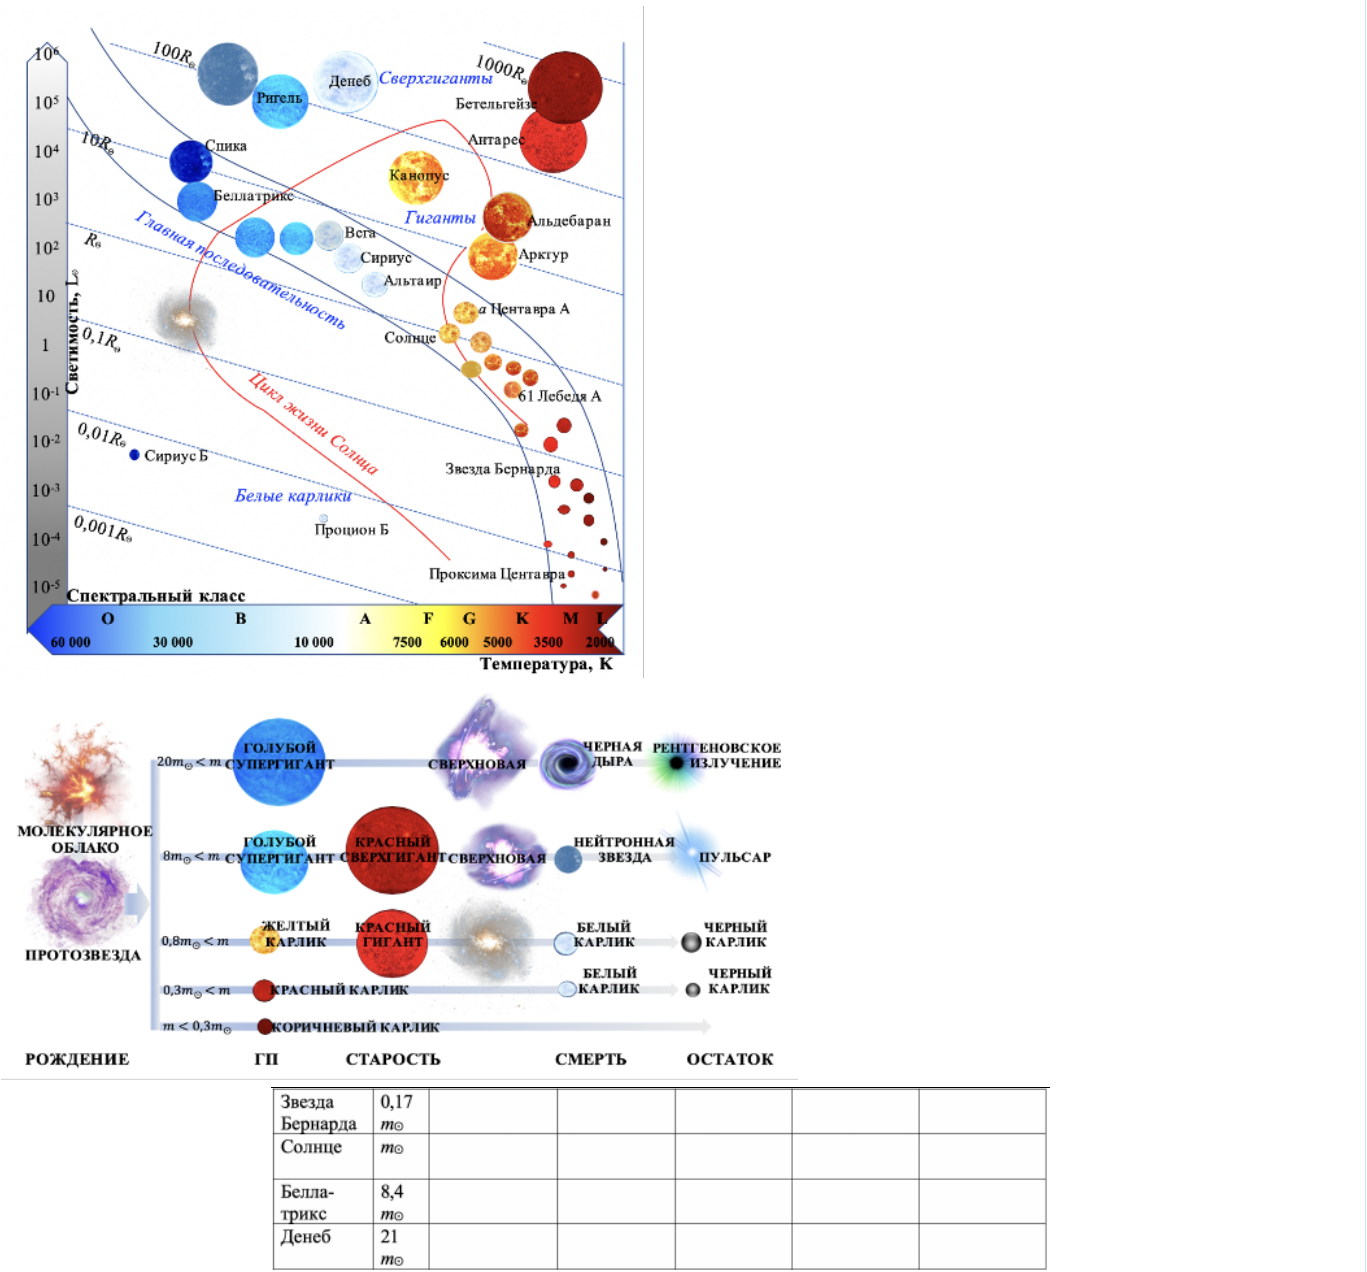 10⁶
10⁵
10⁴
10³
10²
10
1
10⁻¹
10⁻²
10⁻³
10⁻⁴
10⁻⁵
Светимость, L☉
100R☉
1000R☉
10R☉
R☉
0,1R☉
0,01R☉
0,001R☉
Денеб
Сверхгиганты
Ригель
Бетельгейзе
Антарес
Спика
Канопус
Беллатрикс
Гиганты
Альдебаран
Главная последовательность
Вега
Арктур
Сириус
Альтаир
α Центавра А
Солнце
Цикл жизни Солнца
61 Лебедя А
Сириус Б
Звезда Бернарда
Белые карлики
Процион Б
Проксима Центавра
Спектральный класс
O B A F G K M L
60 000 30 000 10 000 7500 6000 5000 3500 2000
Температура, K
МОЛЕКУЛЯРНОЕ
ОБЛАКО
ПРОТОЗВЕЗДА
20m☉ < m
ГОЛУБОЙ
СУПЕРГИГАНТ
СВЕРХНОВАЯ
ЧЕРНАЯ
ДЫРА
РЕНТГЕНОВСКОЕ
ИЗЛУЧЕНИЕ
8m☉ < m
ГОЛУБОЙ
СУПЕРГИГАНТ
КРАСНЫЙ
СВЕРХГИГАНТ
СВЕРХНОВАЯ
НЕЙТРОННАЯ
ЗВЕЗДА
ПУЛЬСАР
0,8m☉ < m
ЖЕЛТЫЙ
КАРЛИК
КРАСНЫЙ
ГИГАНТ
БЕЛЫЙ
КАРЛИК
ЧЕРНЫЙ
КАРЛИК
0,3m☉ < m
КРАСНЫЙ КАРЛИК
БЕЛЫЙ
КАРЛИК
ЧЕРНЫЙ
КАРЛИК
m < 0,3m☉
КОРИЧНЕВЫЙ КАРЛИК
РОЖДЕНИЕ ГП СТАРОСТЬ СМЕРТЬ ОСТАТОК
Звезда 0,17
Бернарда m☉
Солнце m☉
Белла- 8,4
трикс m☉
Денеб 21
m☉